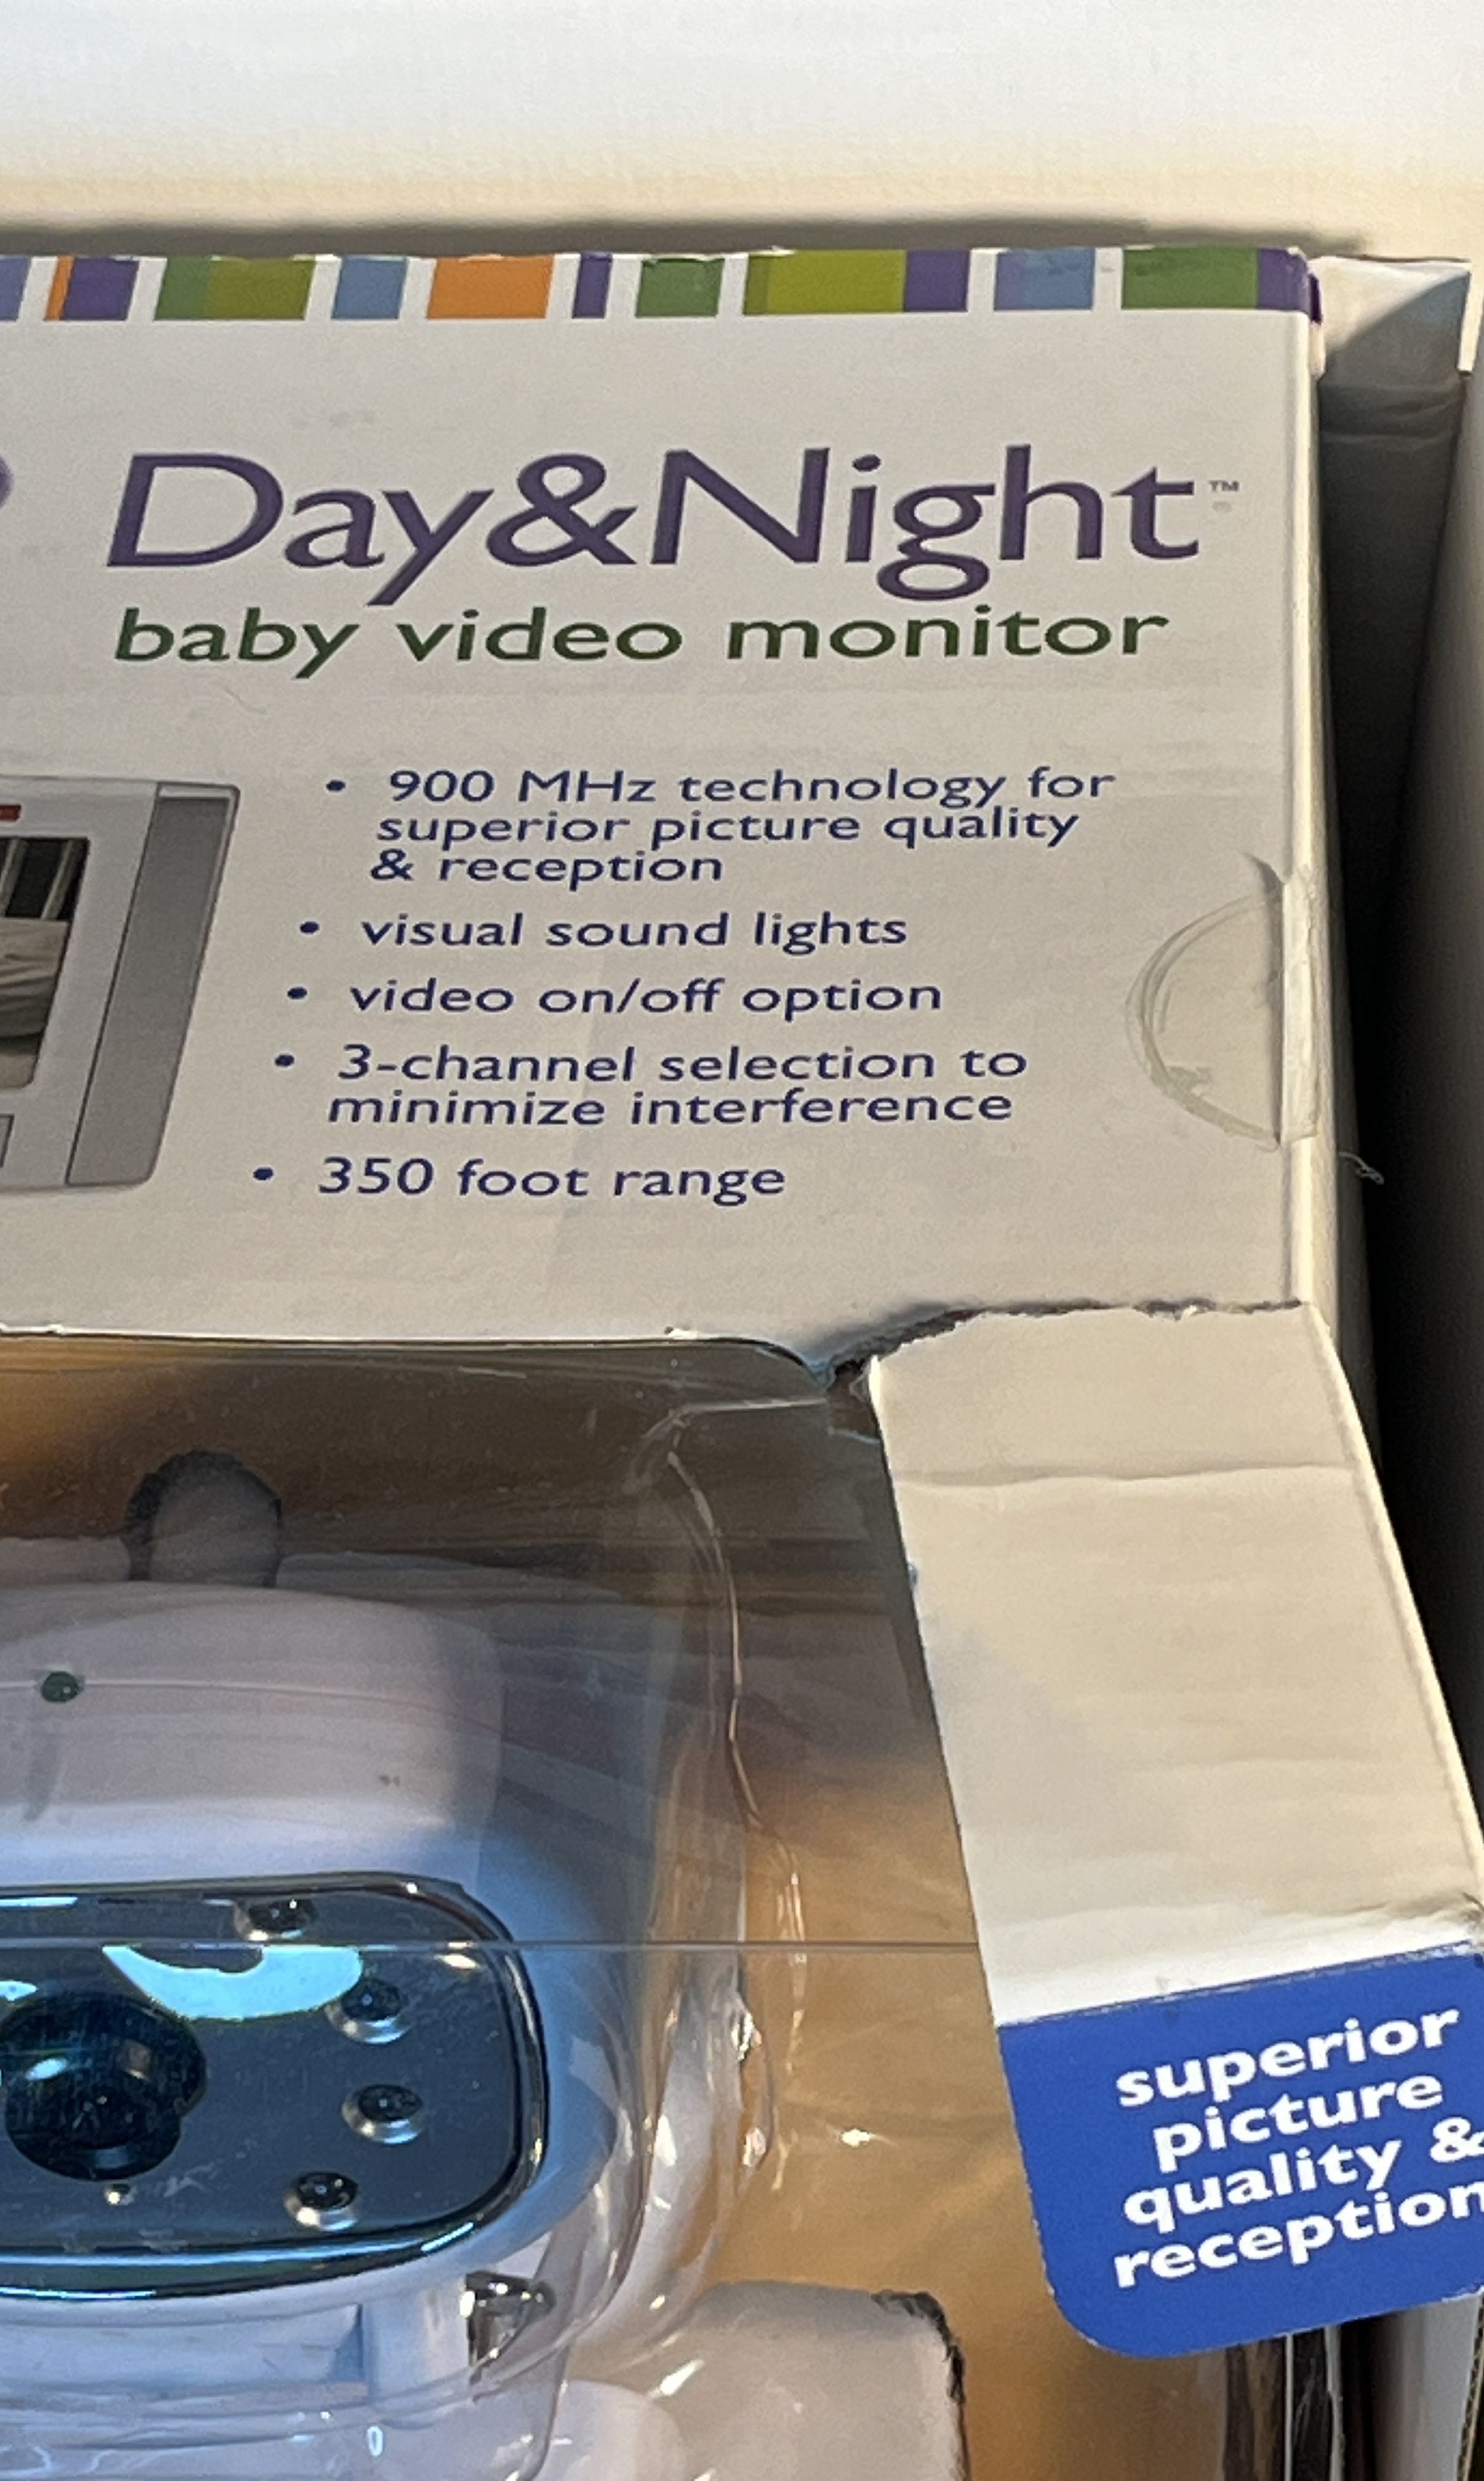 Day&Night™
baby video monitor
• 900 MHz technology for
superior picture quality
& reception
• visual sound lights
• video on/off option
• 3-channel selection to
minimize interference
• 350 foot range
superior
picture
quality &
reception